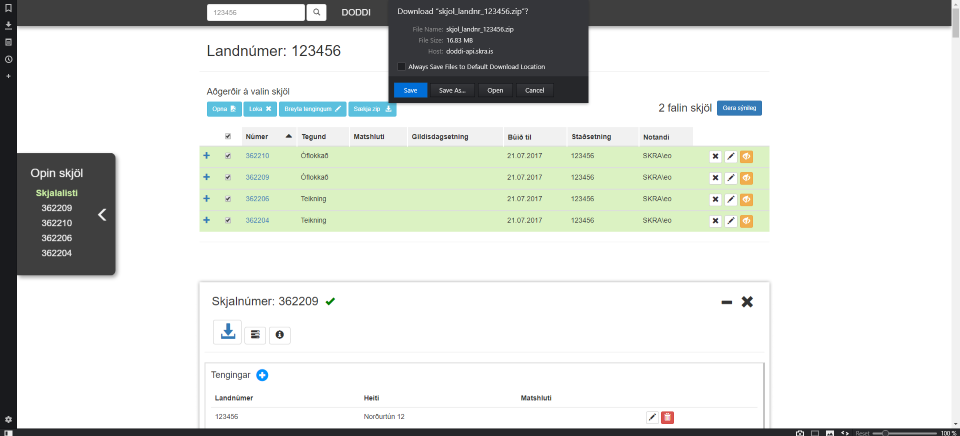 123456 DODDI
Download "skjol_landnr_123456.zip"?
File Name: skjol_landnr_123456.zip
File Size: 16.83 MB
Host: doddi-api.skra.is
Always Save Files to Default Download Location
Save Save As... Open Cancel
Landnúmer: 123456
Aðgerðir á valin skjöl
Opna Loka Breyta tengingum Sækja zip
2 falin skjöl Gera sýnileg
Númer Tegund Matshluti Gildisdagsetning Búið til Staðsetning Notandi
362210 Óflokkað 21.07.2017 123456 SKRA\eo
362209 Óflokkað 21.07.2017 123456 SKRA\eo
362206 Teikning 21.07.2017 123456 SKRA\eo
362204 Teikning 21.07.2017 123456 SKRA\eo
Opin skjöl
Skjalalisti
362209
362210
362206
362204
Skjalnúmer: 362209
Tengingar
Landnúmer Heiti Matshluti
123456 Norðurtún 12
Reset 100 %